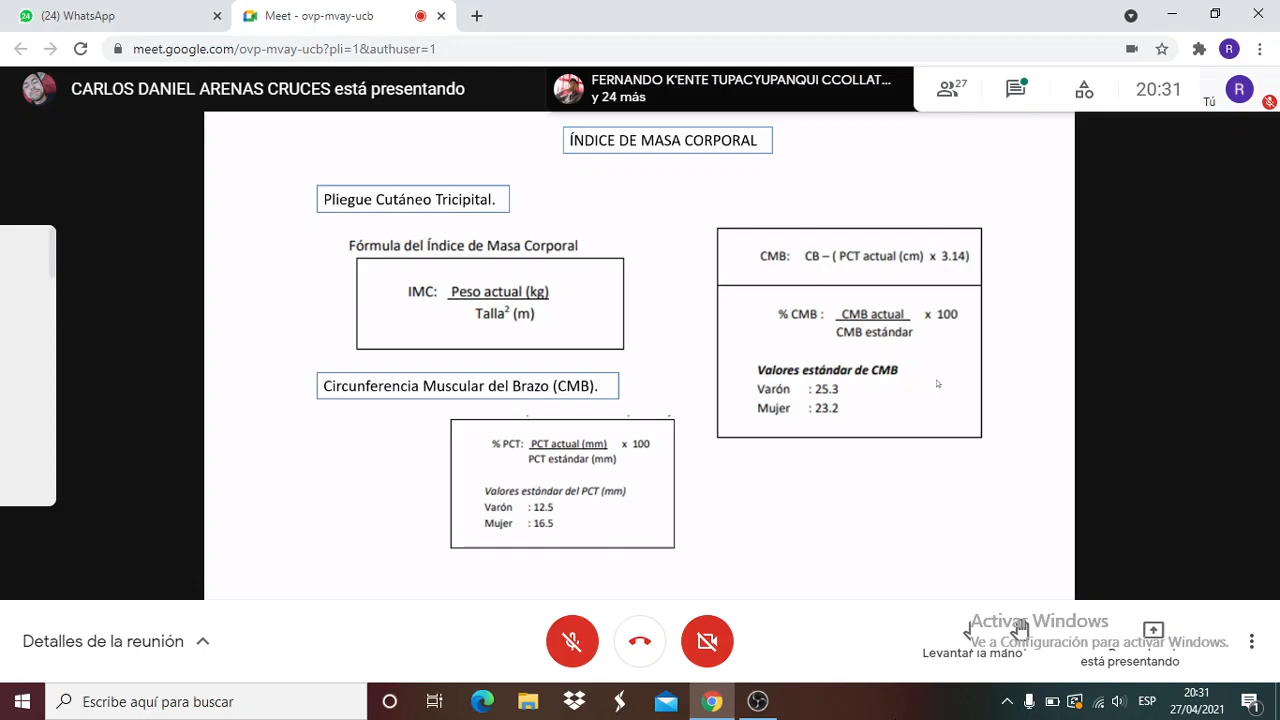 (24) WhatsApp
Meet - ovp-mvay-ucb
meet.google.com/ovp-mvay-ucb?pli=1&authuser=1
R
CARLOS DANIEL ARENAS CRUCES está presentando
FERNANDO K'ENTE TUPACYUPANQUI CCOLLAT...
y 24 más
27
20:31
Tú
R
ÍNDICE DE MASA CORPORAL
Pliegue Cutáneo Tricipital.
Fórmula del Índice de Masa Corporal
IMC: Peso actual (kg)
Talla² (m)
CMB: CB – ( PCT actual (cm) x 3.14)
% CMB : CMB actual x 100
CMB estándar
Valores estándar de CMB
Varón : 25.3
Mujer : 23.2
Circunferencia Muscular del Brazo (CMB).
% PCT: PCT actual (mm) x 100
PCT estándar (mm)
Valores estándar del PCT (mm)
Varón : 12.5
Mujer : 16.5
Detalles de la reunión
Activar Windows
Ve a Configuración para activar Windows.
Levantar la mano
está presentando
Escribe aquí para buscar
ESP
20:31
27/04/2021
1